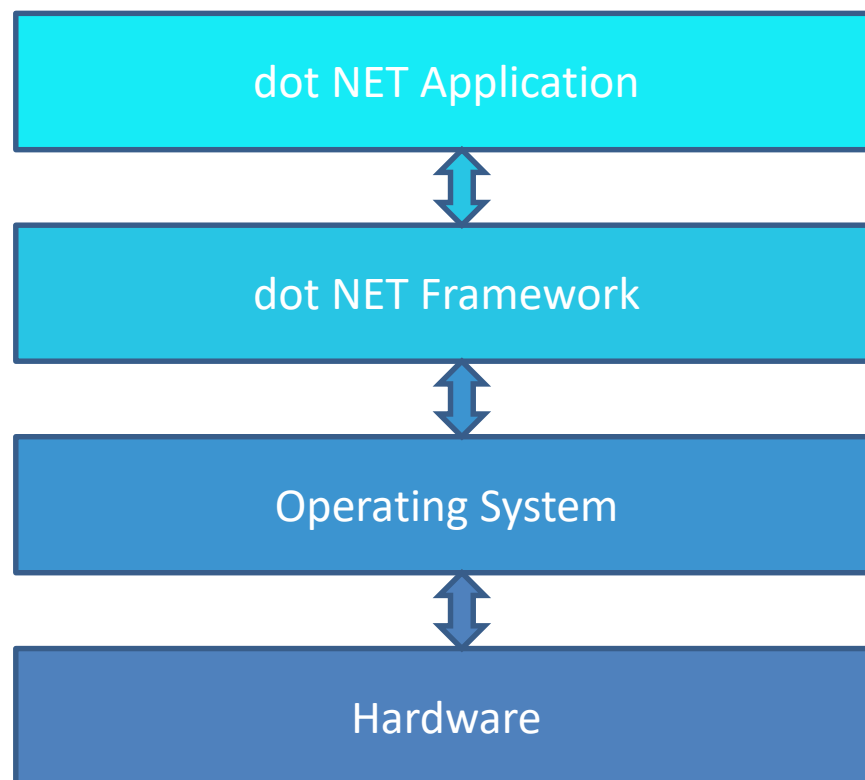 dot NET Application
dot NET Framework
Operating System
Hardware